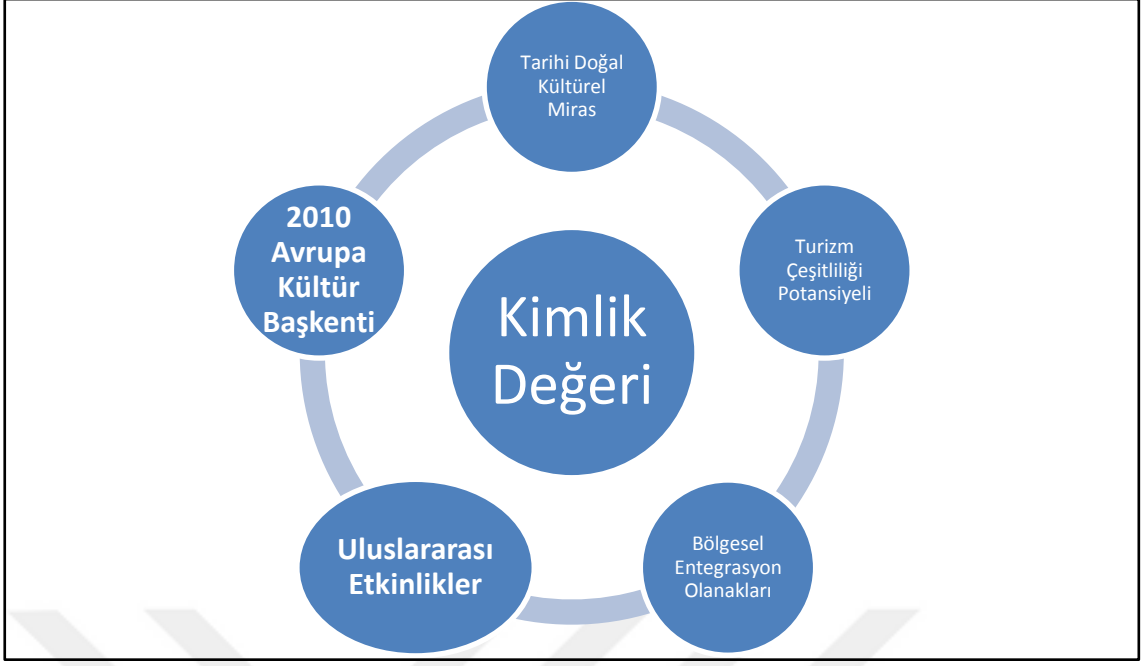 Tarihi Doğal
Kültürel
Miras
Turizm
Çeşitliliği
Potansiyeli
Bölgesel
Entegrasyon
Olanakları
Uluslararası
Etkinlikler
2010
Avrupa
Kültür
Başkenti
Kimlik
Değeri